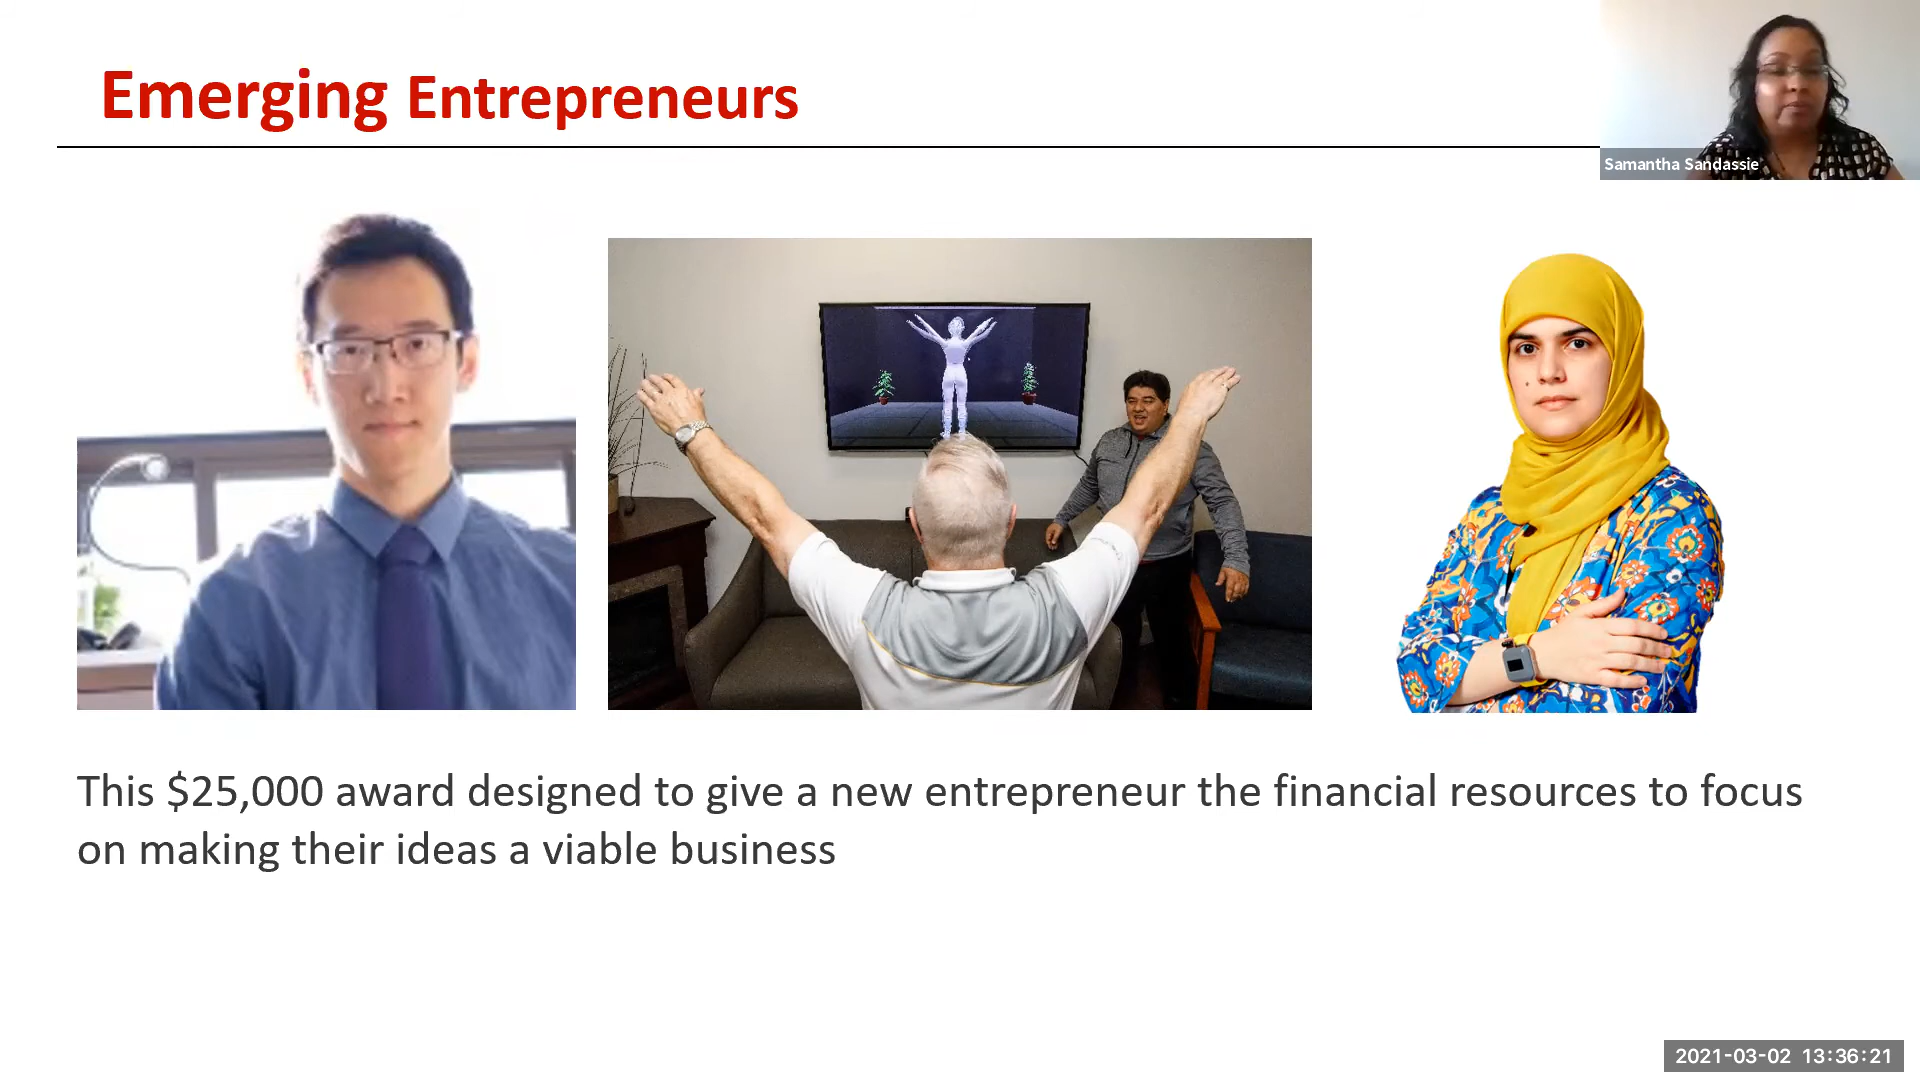 Emerging Entrepreneurs
Samantha Sandassie
This $25,000 award designed to give a new entrepreneur the financial resources to focus
on making their ideas a viable business
2021-03-02 13:36:21